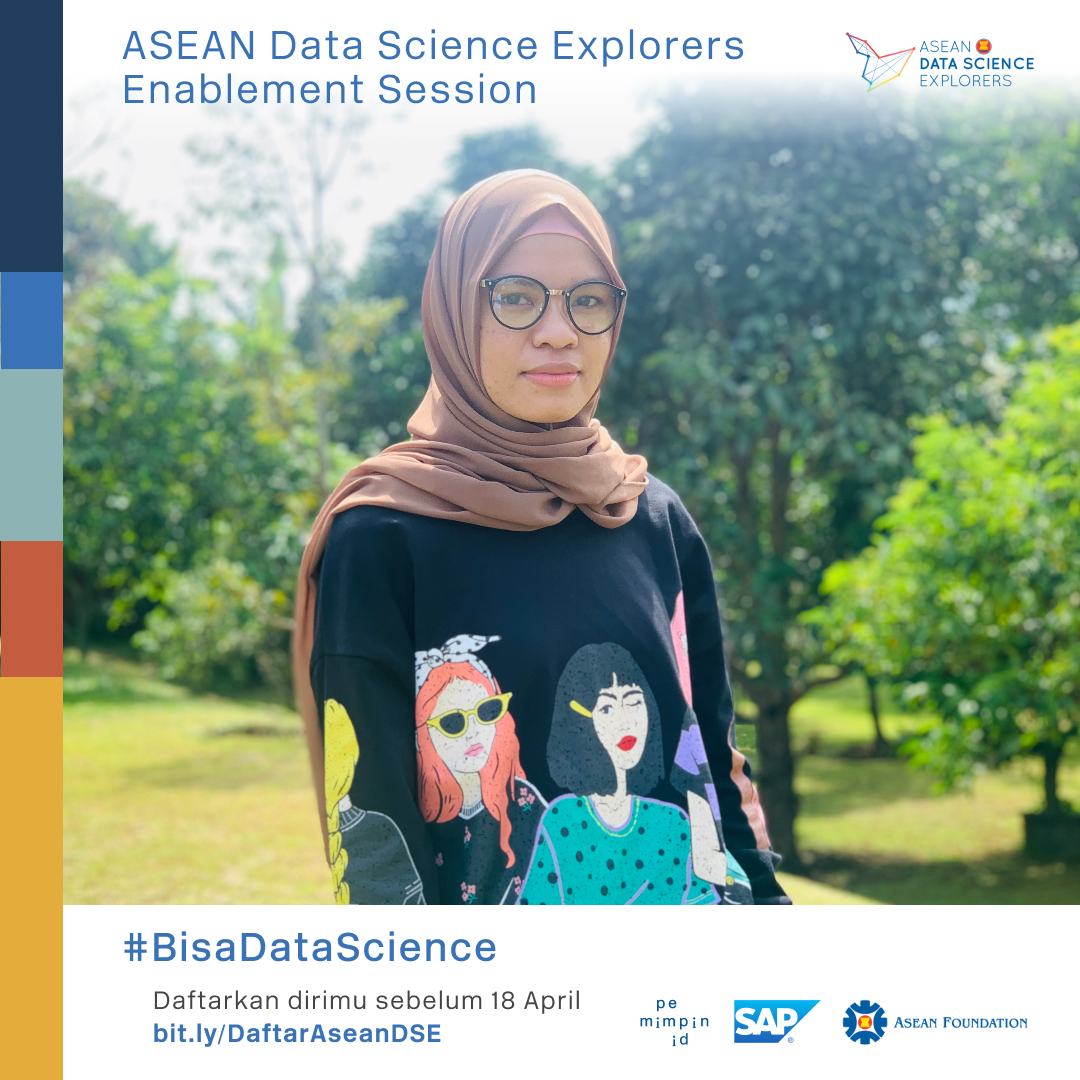 ASEAN Data Science Explorers
Enablement Session
ASEAN
DATA SCIENCE
EXPLORERS
#BisaDataScience
Daftarkan dirimu sebelum 18 April
bit.ly/DaftarAseanDSE
pe
mimpin
id
SAP®
ASEAN FOUNDATION